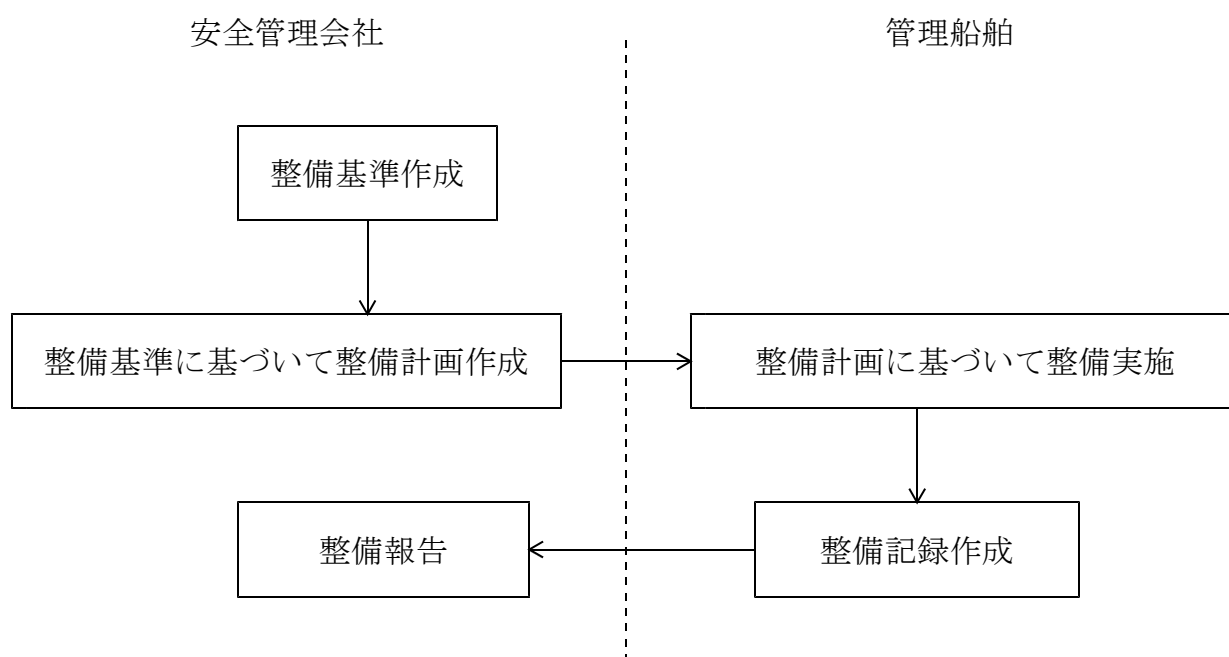 安全管理会社
管理船舶
整備基準作成
整備基準に基づいて整備計画作成
整備計画に基づいて整備実施
整備報告
整備記録作成